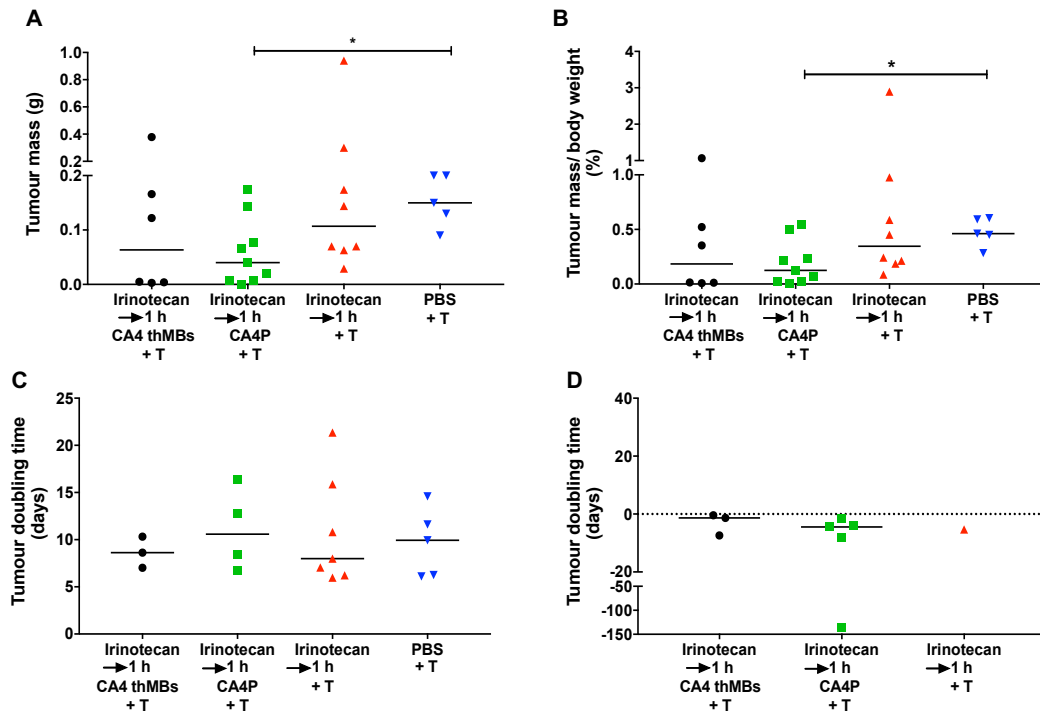 A
*
Tumour mass (g)
1.0
0.8
0.6
0.4
0.2
0.2
0.1
0.0
Irinotecan
1 h
CA4 thMBs
+ T
Irinotecan
1 h
CA4P
+ T
Irinotecan
1 h
+ T
PBS
+ T
B
*
Tumour mass/ body weight
(%)
4
3
2
1
1.0
0.5
0.0
Irinotecan
1 h
CA4 thMBs
+ T
Irinotecan
1 h
CA4P
+ T
Irinotecan
1 h
+ T
PBS
+ T
C
Tumour doubling time
(days)
25
20
15
10
5
0
Irinotecan
1 h
CA4 thMBs
+ T
Irinotecan
1 h
CA4P
+ T
Irinotecan
1 h
+ T
PBS
+ T
D
Tumour doubling time
(days)
40
20
0
-20
-50
-100
-150
Irinotecan
1 h
CA4 thMBs
+ T
Irinotecan
1 h
CA4P
+ T
Irinotecan
1 h
+ T